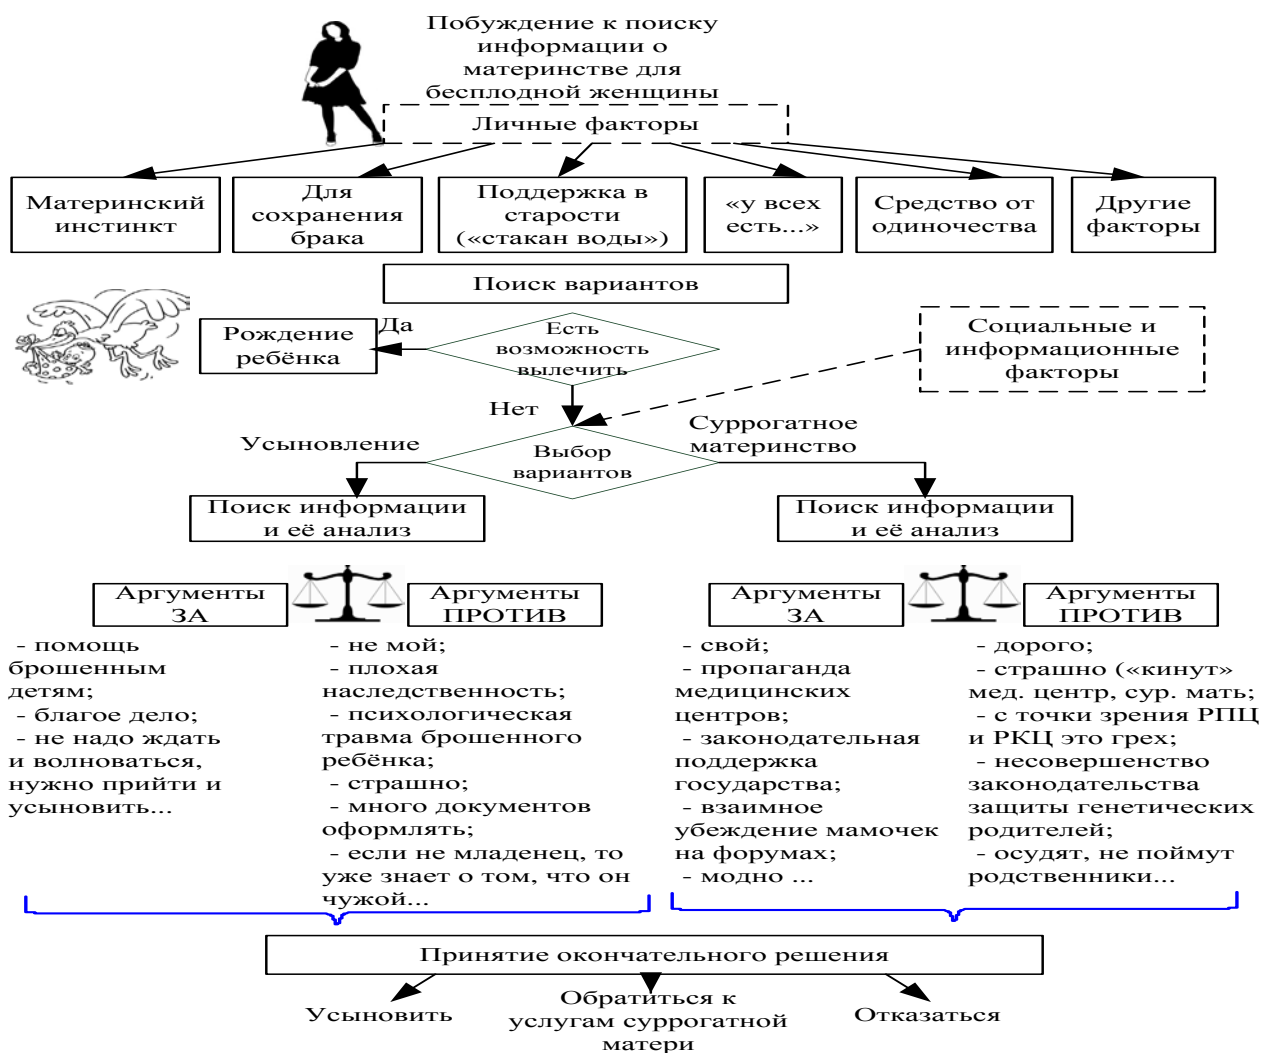 Побуждение к поиску
информации о
материнстве для
бесплодной женщины
Личные факторы
Материнский
инстинкт
Для
сохранения
брака
Поддержка в
старости
(«стакан воды»)
«у всех
есть...»
Средство от
одиночества
Другие
факторы
Поиск вариантов
Рождение
ребёнка
Да
Есть
возможность
вылечить
Социальные и
информационные
факторы
Нет
Усыновление
Выбор
вариантов
Суррогатное
материнство
Поиск информации
и её анализ
Поиск информации
и её анализ
Аргументы
ЗА
Аргументы
ПРОТИВ
Аргументы
ЗА
Аргументы
ПРОТИВ
- помощь
брошенным
детям;
- благое дело;
- не надо ждать
и волноваться,
нужно прийти и
усыновить...
- не мой;
- плохая
наследственность;
- психологическая
травма брошенного
ребёнка;
- страшно;
- много документов
оформлять;
- если не младенец, то
уже знает о том, что он
чужой...
- свой;
- пропаганда
медицинских
центров;
- законодательная
поддержка
государства;
- взаимное
убеждение мамочек
на форумах;
- модно ...
- дорого;
- страшно («кинут»
мед. центр, сур. мать;
- с точки зрения РПЦ
и РКЦ это грех;
- несовершенство
законодательства
защиты генетических
родителей;
- осудят, не поймут
родственники...
Принятие окончательного решения
Усыновить
Обратиться к
услугам суррогатной
матери
Отказаться